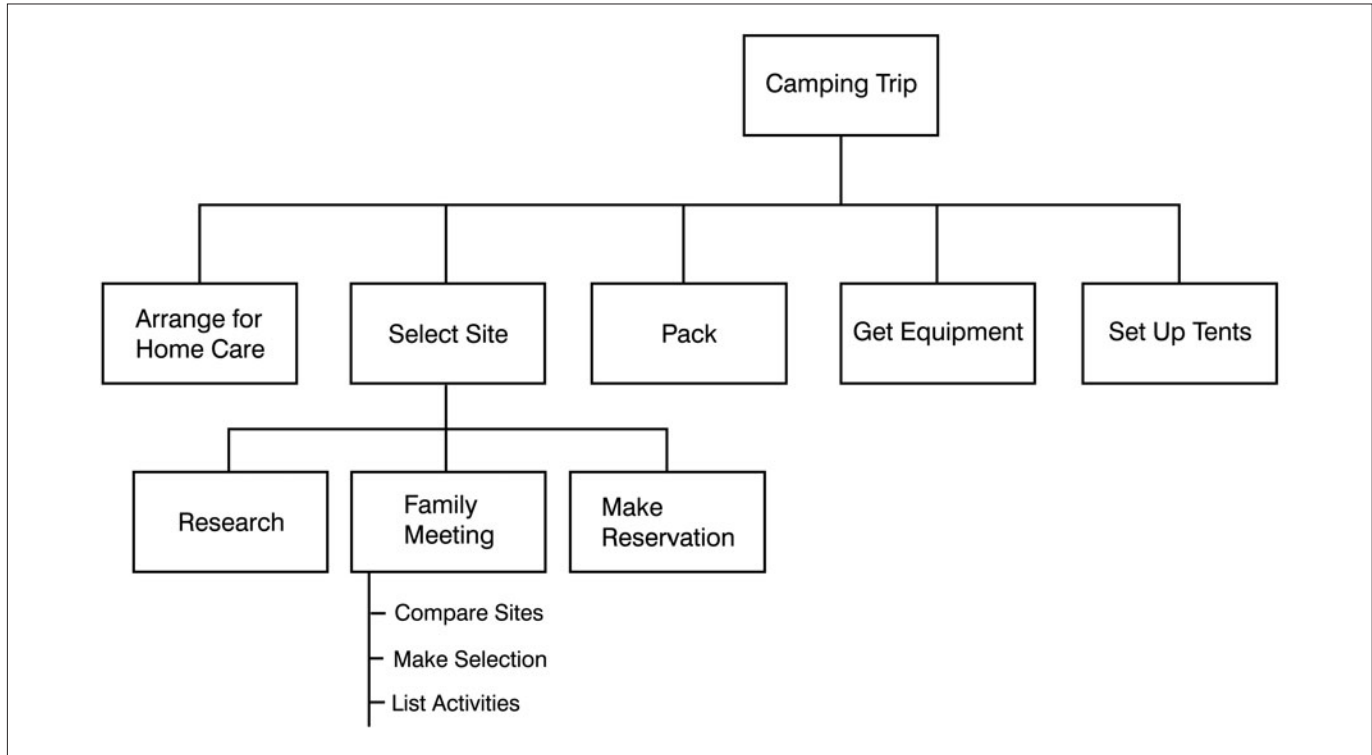 Camping Trip
Arrange for
Home Care
Select Site
Pack
Get Equipment
Set Up Tents
Research
Family
Meeting
Make
Reservation
Compare Sites
Make Selection
List Activities